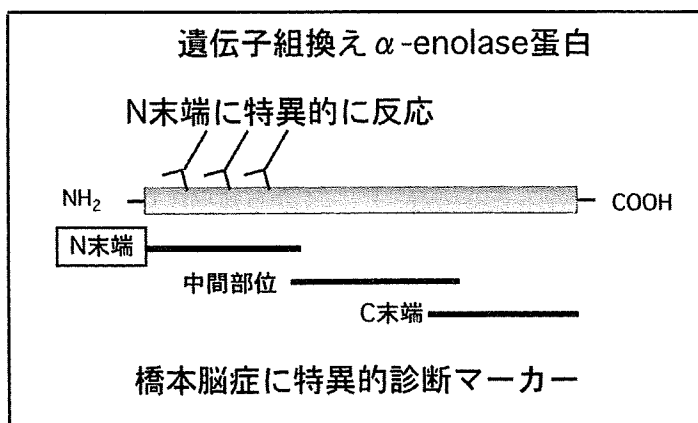 遺伝子組換えα-enolase蛋白
N末端に特異的に反応
NH₂
COOH
N末端
中間部位
C末端
橋本脳症に特異的診断マーカー